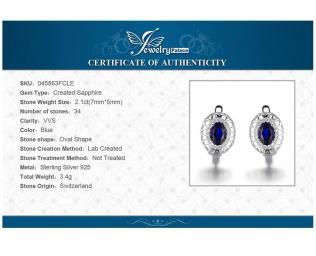 Jewelry Palace
CERTIFICATE OF AUTHENTICITY
SKU: 045863FCLE
Gem Type: Created Sapphire
Stone Weight Size: 2.1ct(7mm*5mm)
Number of stones: 34
Clarity: VVS
Color: Blue
Stone shape: Oval Shape
Stone Creation Method: Lab Created
Stone Treatment Method: Not Treated
Metal: Sterling Silver 925
Total Weight: 3.4g
Stone Origin: Switzerland